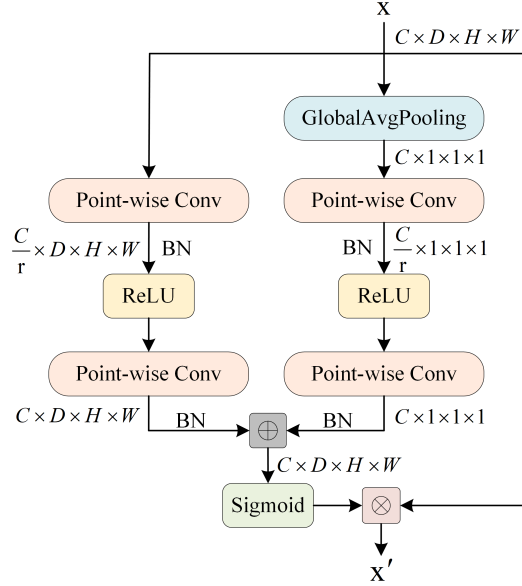 X
C × D × H × W
GlobalAvgPooling
C × 1 × 1 × 1
Point-wise Conv
Point-wise Conv
C/r × D × H × W
BN
BN
C/r × 1 × 1 × 1
ReLU
ReLU
Point-wise Conv
Point-wise Conv
C × D × H × W
BN
BN
C × 1 × 1 × 1
⊕
C × D × H × W
Sigmoid
⊗
X′